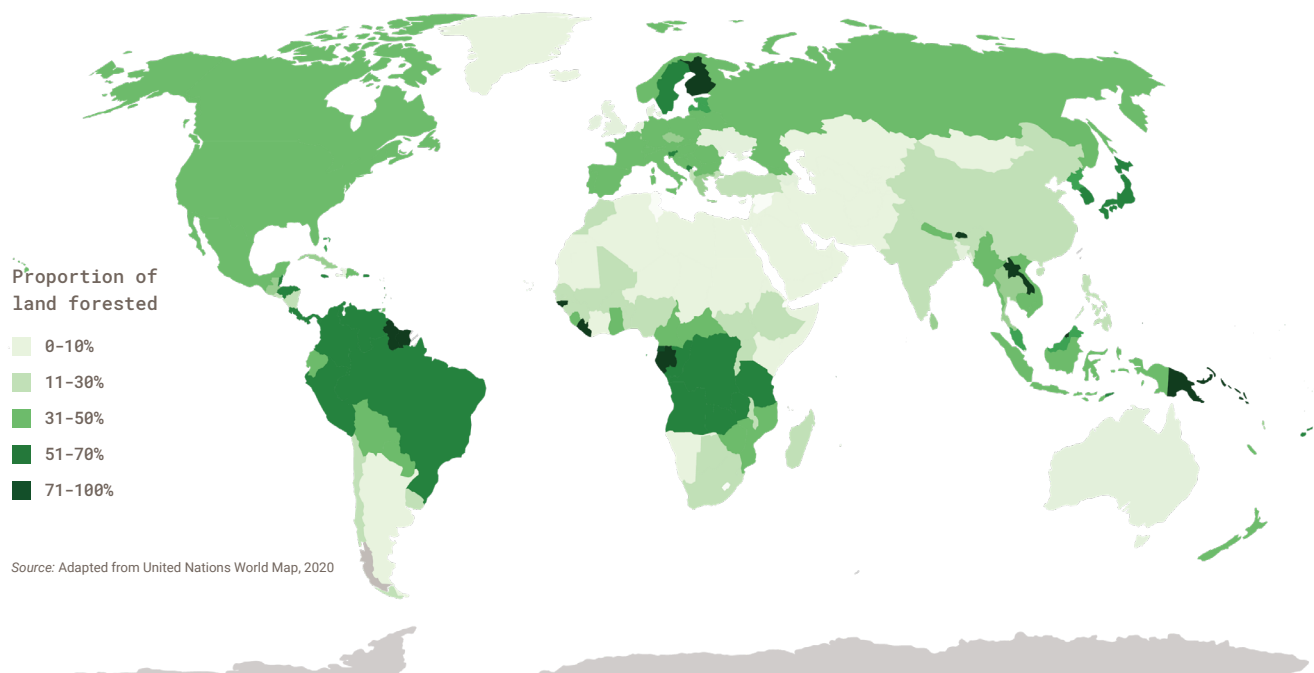 Proportion of
land forested
0-10%
11-30%
31-50%
51-70%
71-100%
Source: Adapted from United Nations World Map, 2020